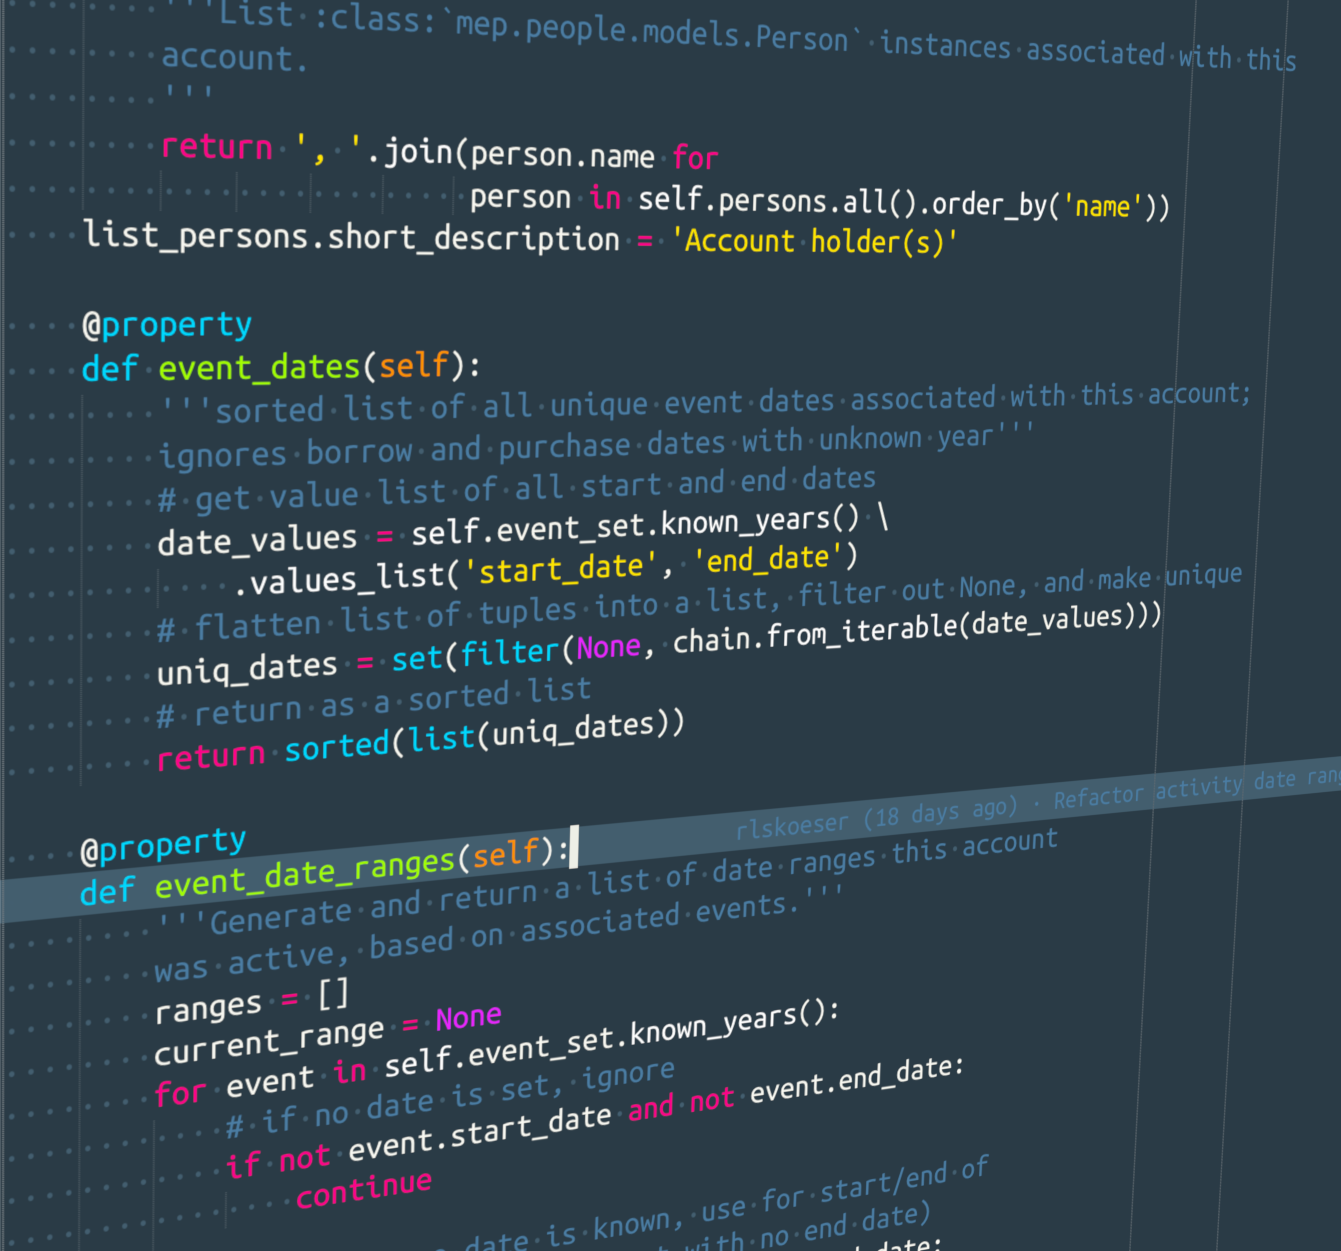 '''List :class:`mep.people.models.Person` instances associated with this
account.
'''
return ', '.join(person.name for
person in self.persons.all().order_by('name'))
list_persons.short_description = 'Account holder(s)'
@property
def event_dates(self):
'''sorted list of all unique event dates associated with this account;
ignores borrow and purchase dates with unknown year'''
# get value list of all start and end dates
date_values = self.event_set.known_years() \
.values_list('start_date', 'end_date')
# flatten list of tuples into a list, filter out None, and make unique
uniq_dates = set(filter(None, chain.from_iterable(date_values)))
# return as a sorted list
return sorted(list(uniq_dates))
@property
def event_date_ranges(self): rlskoeser (18 days ago) · Refactor activity date rang
'''Generate and return a list of date ranges this account
was active, based on associated events.'''
ranges = []
current_range = None
for event in self.event_set.known_years():
# if no date is set, ignore
if not event.start_date and not event.end_date:
continue
date is known, use for start/end of
with no end date)
date: